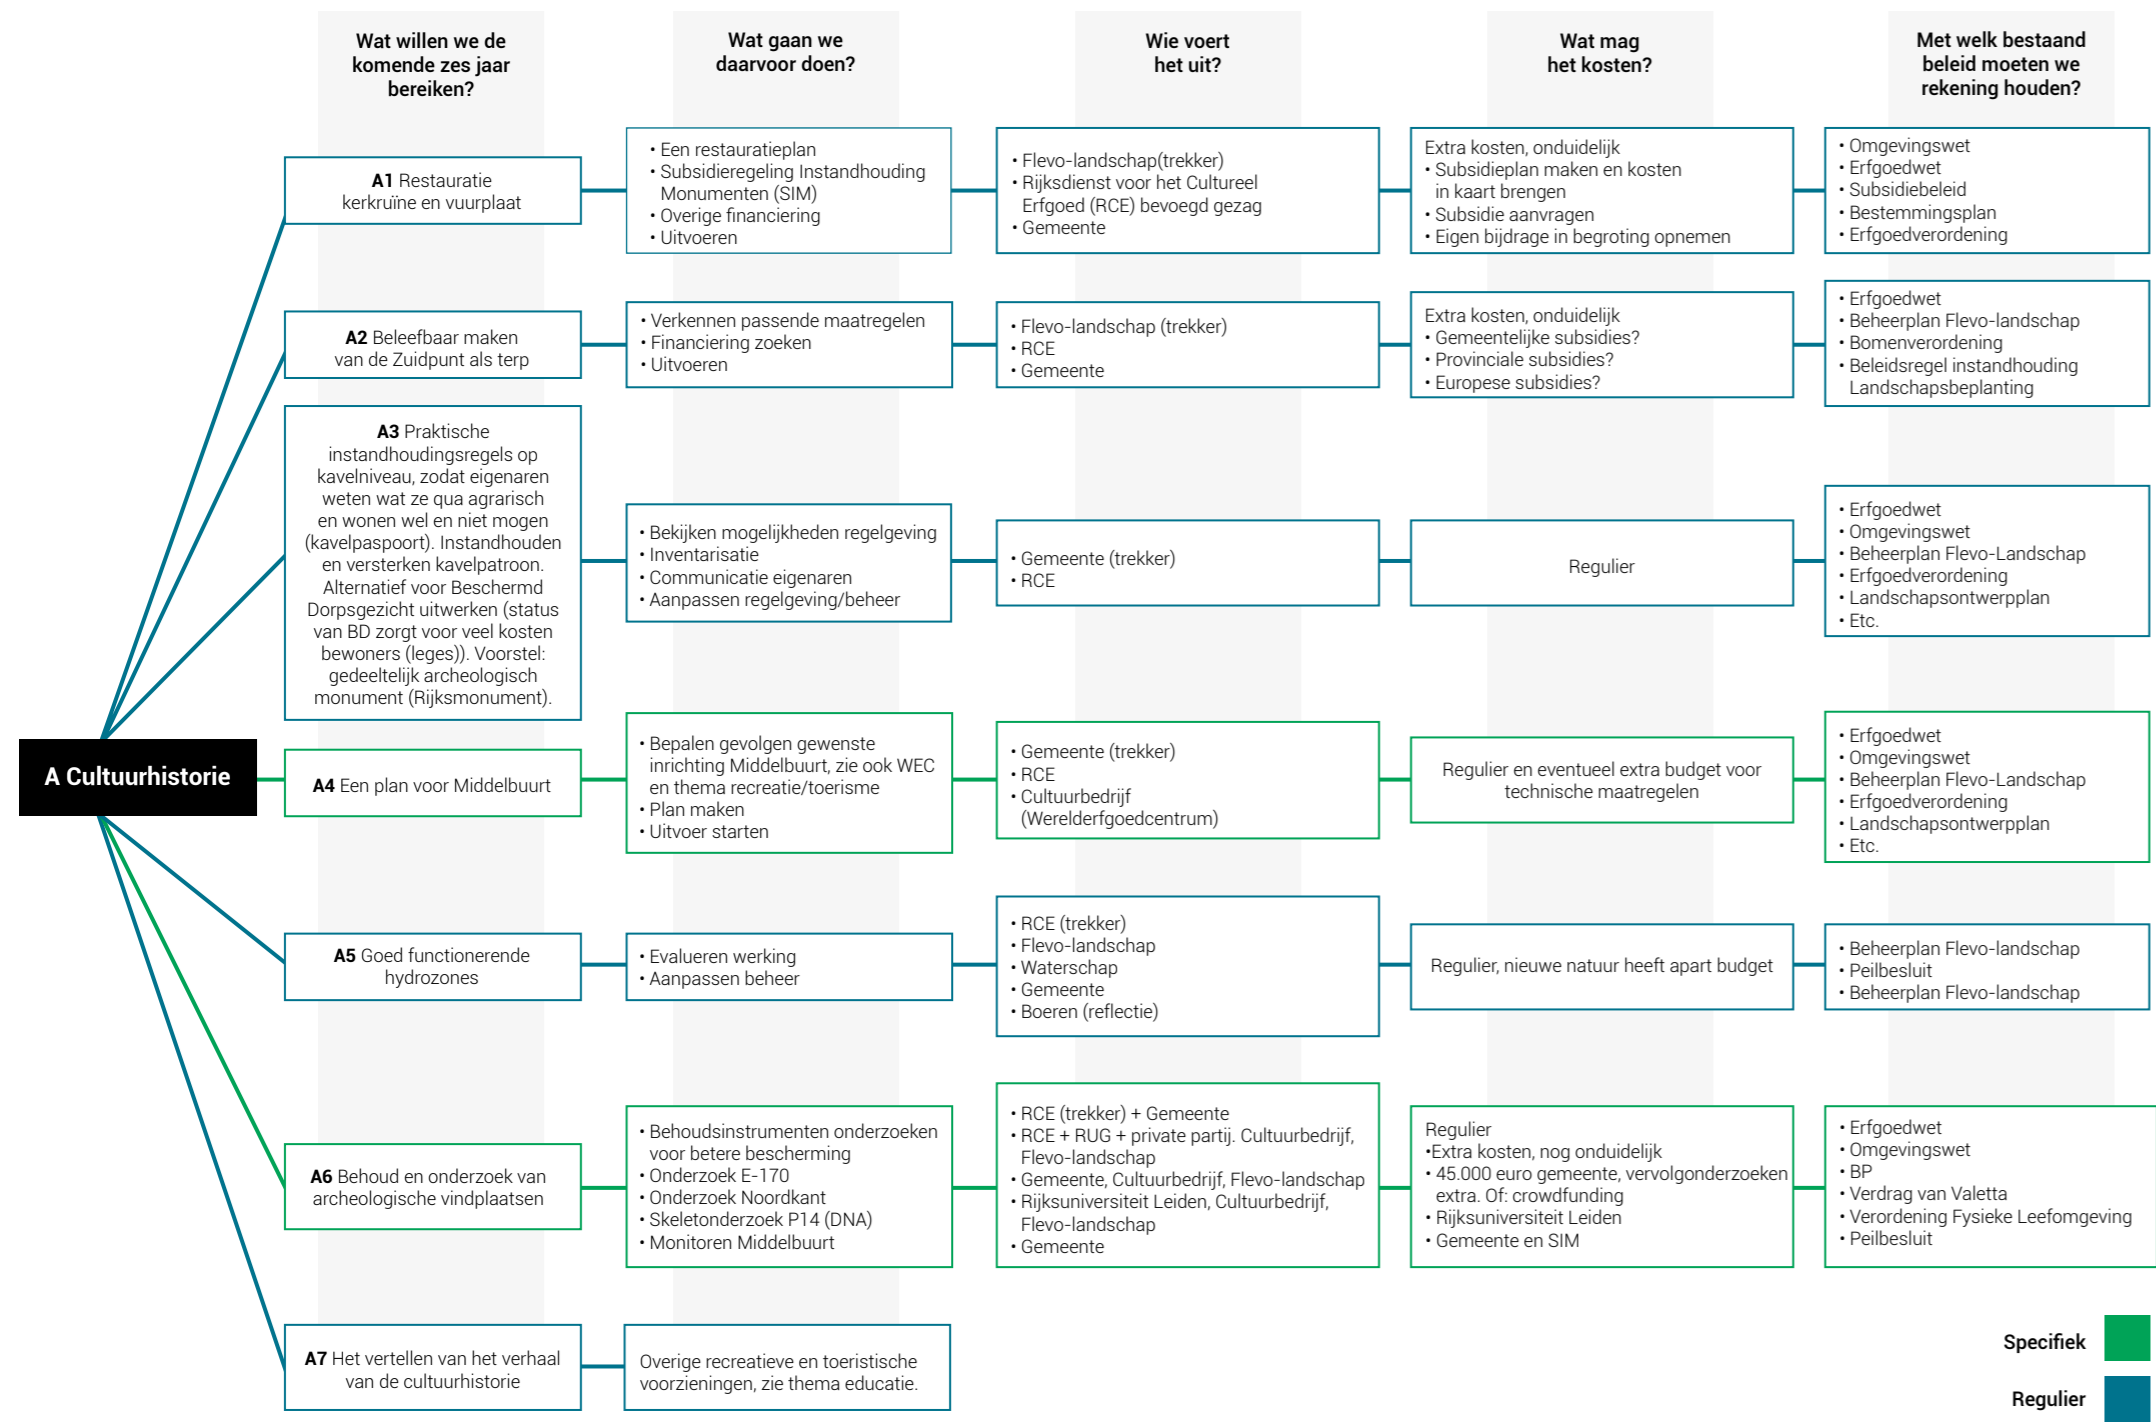 Wat willen we de
komende zes jaar
bereiken?
Wat gaan we
daarvoor doen?
Wie voert
het uit?
Wat mag
het kosten?
Met welk bestaand
beleid moeten we
rekening houden?
A Cultuurhistorie
A1 Restauratie
kerkruïne en vuurplaat
• Een restauratieplan
• Subsidieregeling Instandhouding
Monumenten (SIM)
• Overige financiering
• Uitvoeren
• Flevo-landschap(trekker)
• Rijksdienst voor het Cultureel
Erfgoed (RCE) bevoegd gezag
• Gemeente
Extra kosten, onduidelijk
• Subsidieplan maken en kosten
in kaart brengen
• Subsidie aanvragen
• Eigen bijdrage in begroting opnemen
• Omgevingswet
• Erfgoedwet
• Subsidiebeleid
• Bestemmingsplan
• Erfgoedverordening
A2 Beleefbaar maken
van de Zuidpunt als terp
• Verkennen passende maatregelen
• Financiering zoeken
• Uitvoeren
• Flevo-landschap (trekker)
• RCE
• Gemeente
Extra kosten, onduidelijk
• Gemeentelijke subsidies?
• Provinciale subsidies?
• Europese subsidies?
• Erfgoedwet
• Beheerplan Flevo-landschap
• Bomenverordening
• Beleidsregel instandhouding
Landschapsbeplanting
A3 Praktische
instandhoudingsregels op
kavelniveau, zodat eigenaren
weten wat ze qua agrarisch
en wonen wel en niet mogen
(kavelpaspoort). Instandhouden
en versterken kavelpatroon.
Alternatief voor Beschermd
Dorpsgezicht uitwerken (status
van BD zorgt voor veel kosten
bewoners (leges)). Voorstel:
gedeeltelijk archeologisch
monument (Rijksmonument).
• Bekijken mogelijkheden regelgeving
• Inventarisatie
• Communicatie eigenaren
• Aanpassen regelgeving/beheer
• Gemeente (trekker)
• RCE
Regulier
• Erfgoedwet
• Omgevingswet
• Beheerplan Flevo-Landschap
• Erfgoedverordening
• Landschapsontwerpplan
• Etc.
A4 Een plan voor Middelbuurt
• Bepalen gevolgen gewenste
inrichting Middelbuurt, zie ook WEC
en thema recreatie/toerisme
• Plan maken
• Uitvoer starten
• Gemeente (trekker)
• RCE
• Cultuurbedrijf
(Werelderfgoedcentrum)
Regulier en eventueel extra budget voor
technische maatregelen
• Erfgoedwet
• Omgevingswet
• Beheerplan Flevo-Landschap
• Erfgoedverordening
• Landschapsontwerpplan
• Etc.
A5 Goed functionerende
hydrozones
• Evalueren werking
• Aanpassen beheer
• RCE (trekker)
• Flevo-landschap
• Waterschap
• Gemeente
• Boeren (reflectie)
Regulier, nieuwe natuur heeft apart budget
• Beheerplan Flevo-landschap
• Peilbesluit
• Beheerplan Flevo-landschap
A6 Behoud en onderzoek van
archeologische vindplaatsen
• Behoudsinstrumenten onderzoeken
voor betere bescherming
• Onderzoek E-170
• Onderzoek Noordkant
• Skeletonderzoek P14 (DNA)
• Monitoren Middelbuurt
• RCE (trekker) + Gemeente
• RCE + RUG + private partij. Cultuurbedrijf,
Flevo-landschap
• Gemeente, Cultuurbedrijf, Flevo-landschap
• Rijksuniversiteit Leiden, Cultuurbedrijf,
Flevo-landschap
• Gemeente
Regulier
•Extra kosten, nog onduidelijk
• 45.000 euro gemeente, vervolgonderzoeken
extra. Of: crowdfunding
• Rijksuniversiteit Leiden
• Gemeente en SIM
• Erfgoedwet
• Omgevingswet
• BP
• Verdrag van Valetta
• Verordening Fysieke Leefomgeving
• Peilbesluit
A7 Het vertellen van het verhaal
van de cultuurhistorie
Overige recreatieve en toeristische
voorzieningen, zie thema educatie.
Specifiek
Regulier